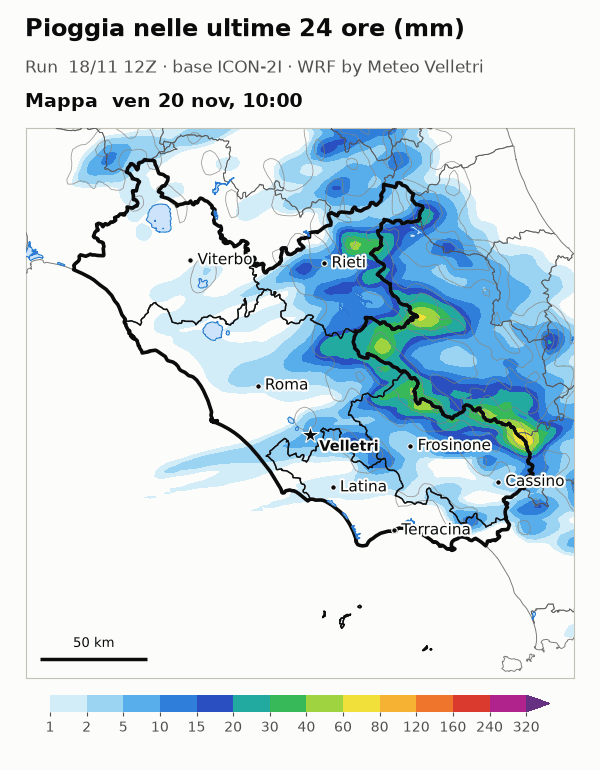 Pioggia nelle ultime 24 ore (mm)
Run 18/11 12Z · base ICON-2I · WRF by Meteo Velletri
Mappa ven 20 nov, 10:00
Viterbo
Rieti
Roma
Velletri
Frosinone
Latina
Cassino
Terracina
50 km
1 2 5 10 15 20 30 40 60 80 120 160 240 320